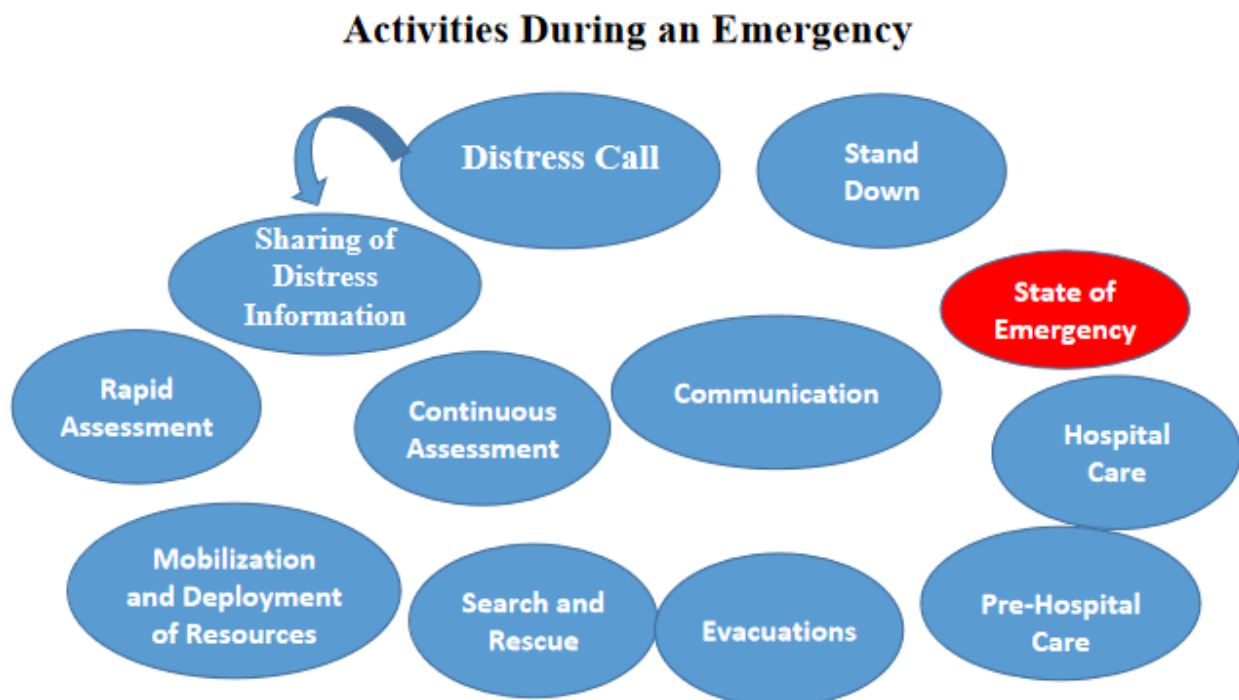 Activities During an Emergency
Distress Call
Stand
Down
Sharing of
Distress
Information
State of
Emergency
Rapid
Assessment
Continuous
Assessment
Communication
Hospital
Care
Mobilization
and Deployment
of Resources
Search and
Rescue
Evacuations
Pre-Hospital
Care